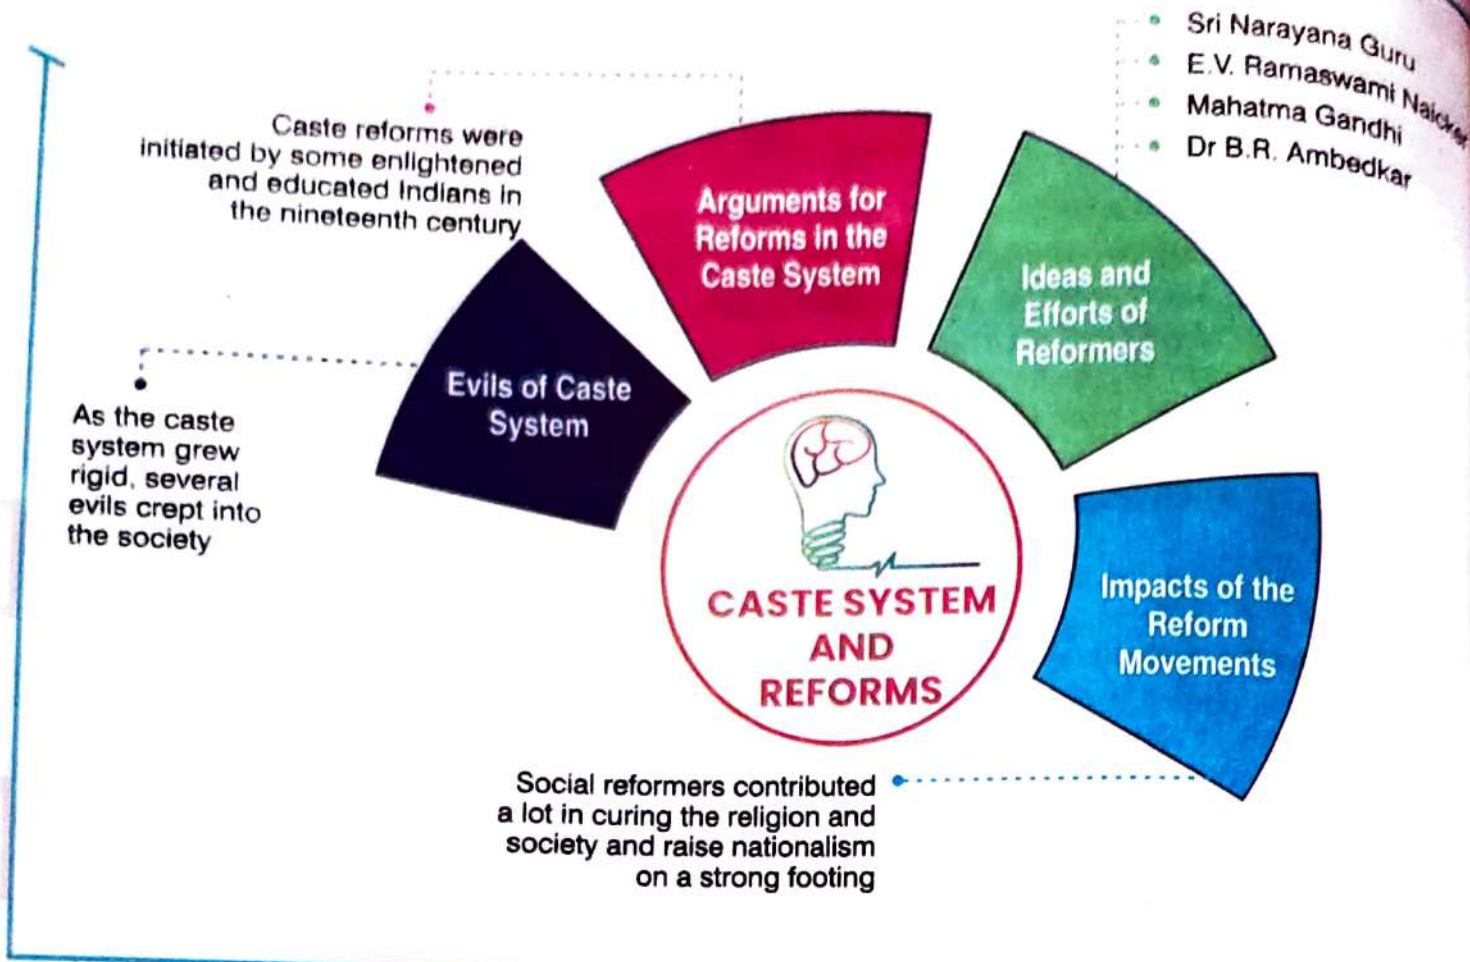 Sri Narayana Guru
E.V. Ramaswami Naicker
Mahatma Gandhi
Dr B.R. Ambedkar
Caste reforms were
initiated by some enlightened
and educated Indians in
the nineteenth century
Arguments for
Reforms in the
Caste System
Ideas and
Efforts of
Reformers
Evils of Caste
System
As the caste
system grew
rigid, several
evils crept into
the society
CASTE SYSTEM
AND
REFORMS
Impacts of the
Reform
Movements
Social reformers contributed
a lot in curing the religion and
society and raise nationalism
on a strong footing